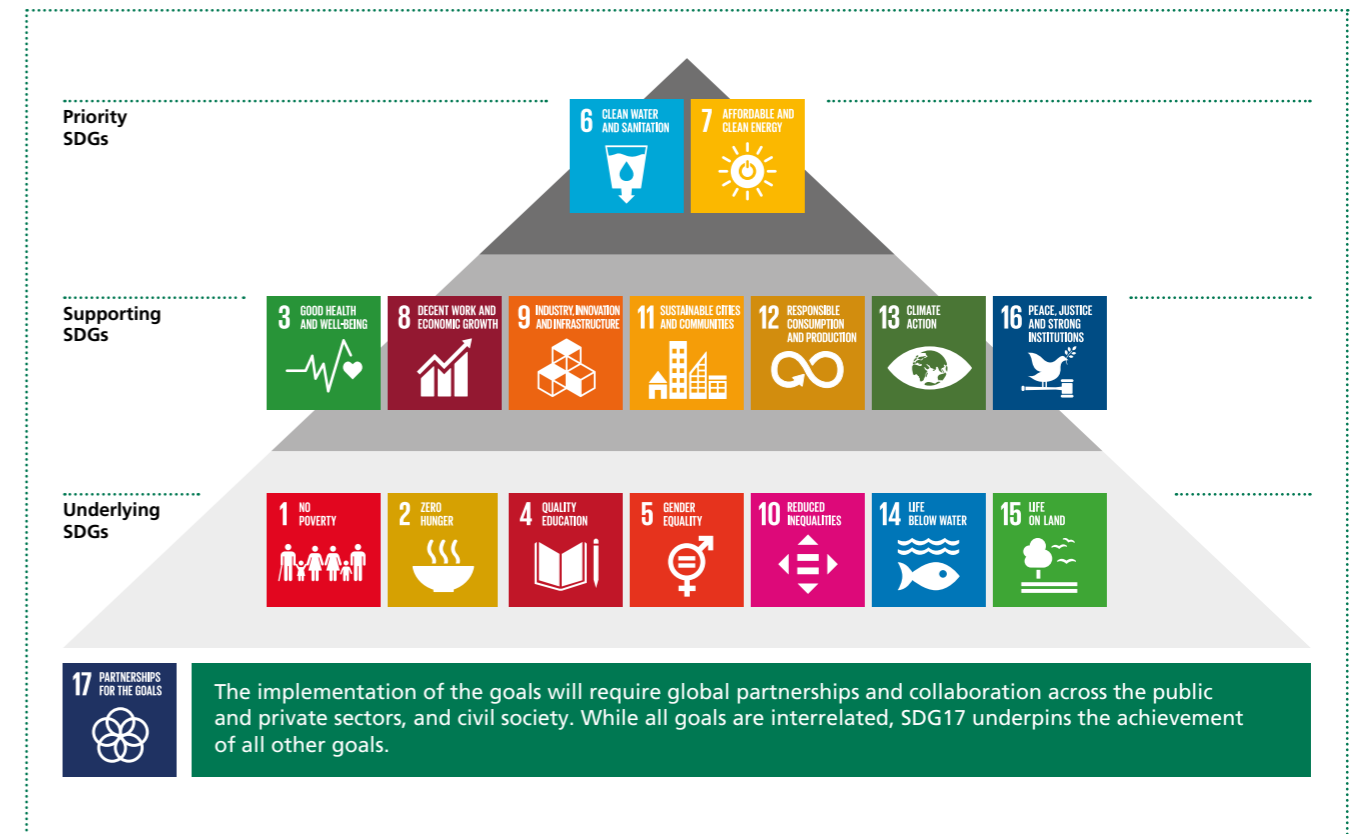 Priority
SDGs
6 CLEAN WATER
AND SANITATION
7 AFFORDABLE AND
CLEAN ENERGY
Supporting
SDGs
3 GOOD HEALTH
AND WELL-BEING
8 DECENT WORK AND
ECONOMIC GROWTH
9 INDUSTRY, INNOVATION
AND INFRASTRUCTURE
11 SUSTAINABLE CITIES
AND COMMUNITIES
12 RESPONSIBLE
CONSUMPTION
AND PRODUCTION
13 CLIMATE
ACTION
16 PEACE, JUSTICE
AND STRONG
INSTITUTIONS
Underlying
SDGs
1 NO
POVERTY
2 ZERO
HUNGER
4 QUALITY
EDUCATION
5 GENDER
EQUALITY
10 REDUCED
INEQUALITIES
14 LIFE
BELOW WATER
15 LIFE
ON LAND
17 PARTNERSHIPS
FOR THE GOALS
The implementation of the goals will require global partnerships and collaboration across the public
and private sectors, and civil society. While all goals are interrelated, SDG17 underpins the achievement
of all other goals.